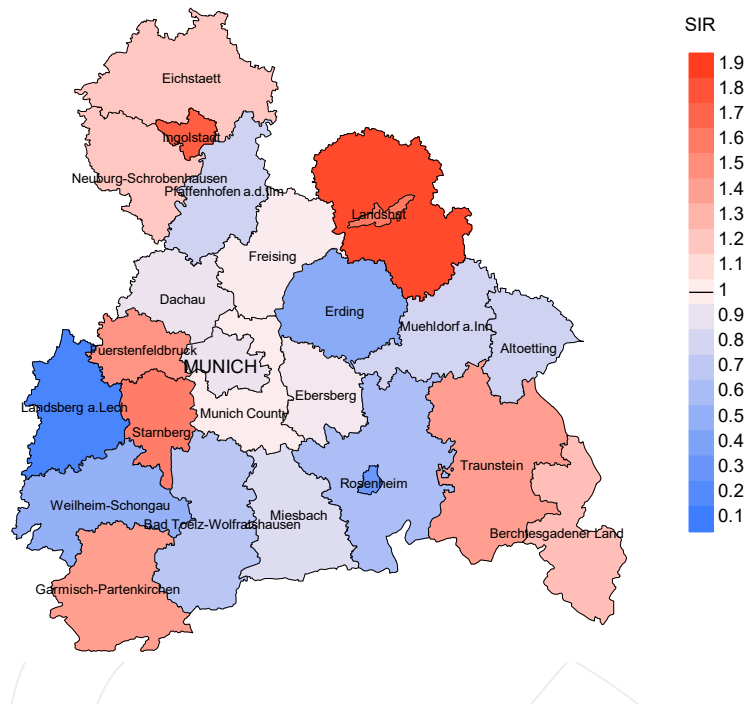 SIR
Eichstaett
1.9
1.8
1.7
Ingolstadt
1.6
Neuburg-Schrobenhausen
1.5
Pfaffenhofen a.d.Ilm
1.4
Landshut
1.3
1.2
Freising
1.1
1
Dachau
Erding
0.9
Muehldorf a.Inn
0.8
Fuerstenfeldbruck
Altoetting
MUNICH
0.7
Ebersberg
0.6
Landsberg a.Lech
Munich County
0.5
Starnberg
0.4
Traunstein
0.3
Rosenheim
0.2
Weilheim-Schongau
Miesbach
0.1
Bad Toelz-Wolfratshausen
Berchtesgadener Land
Garmisch-Partenkirchen